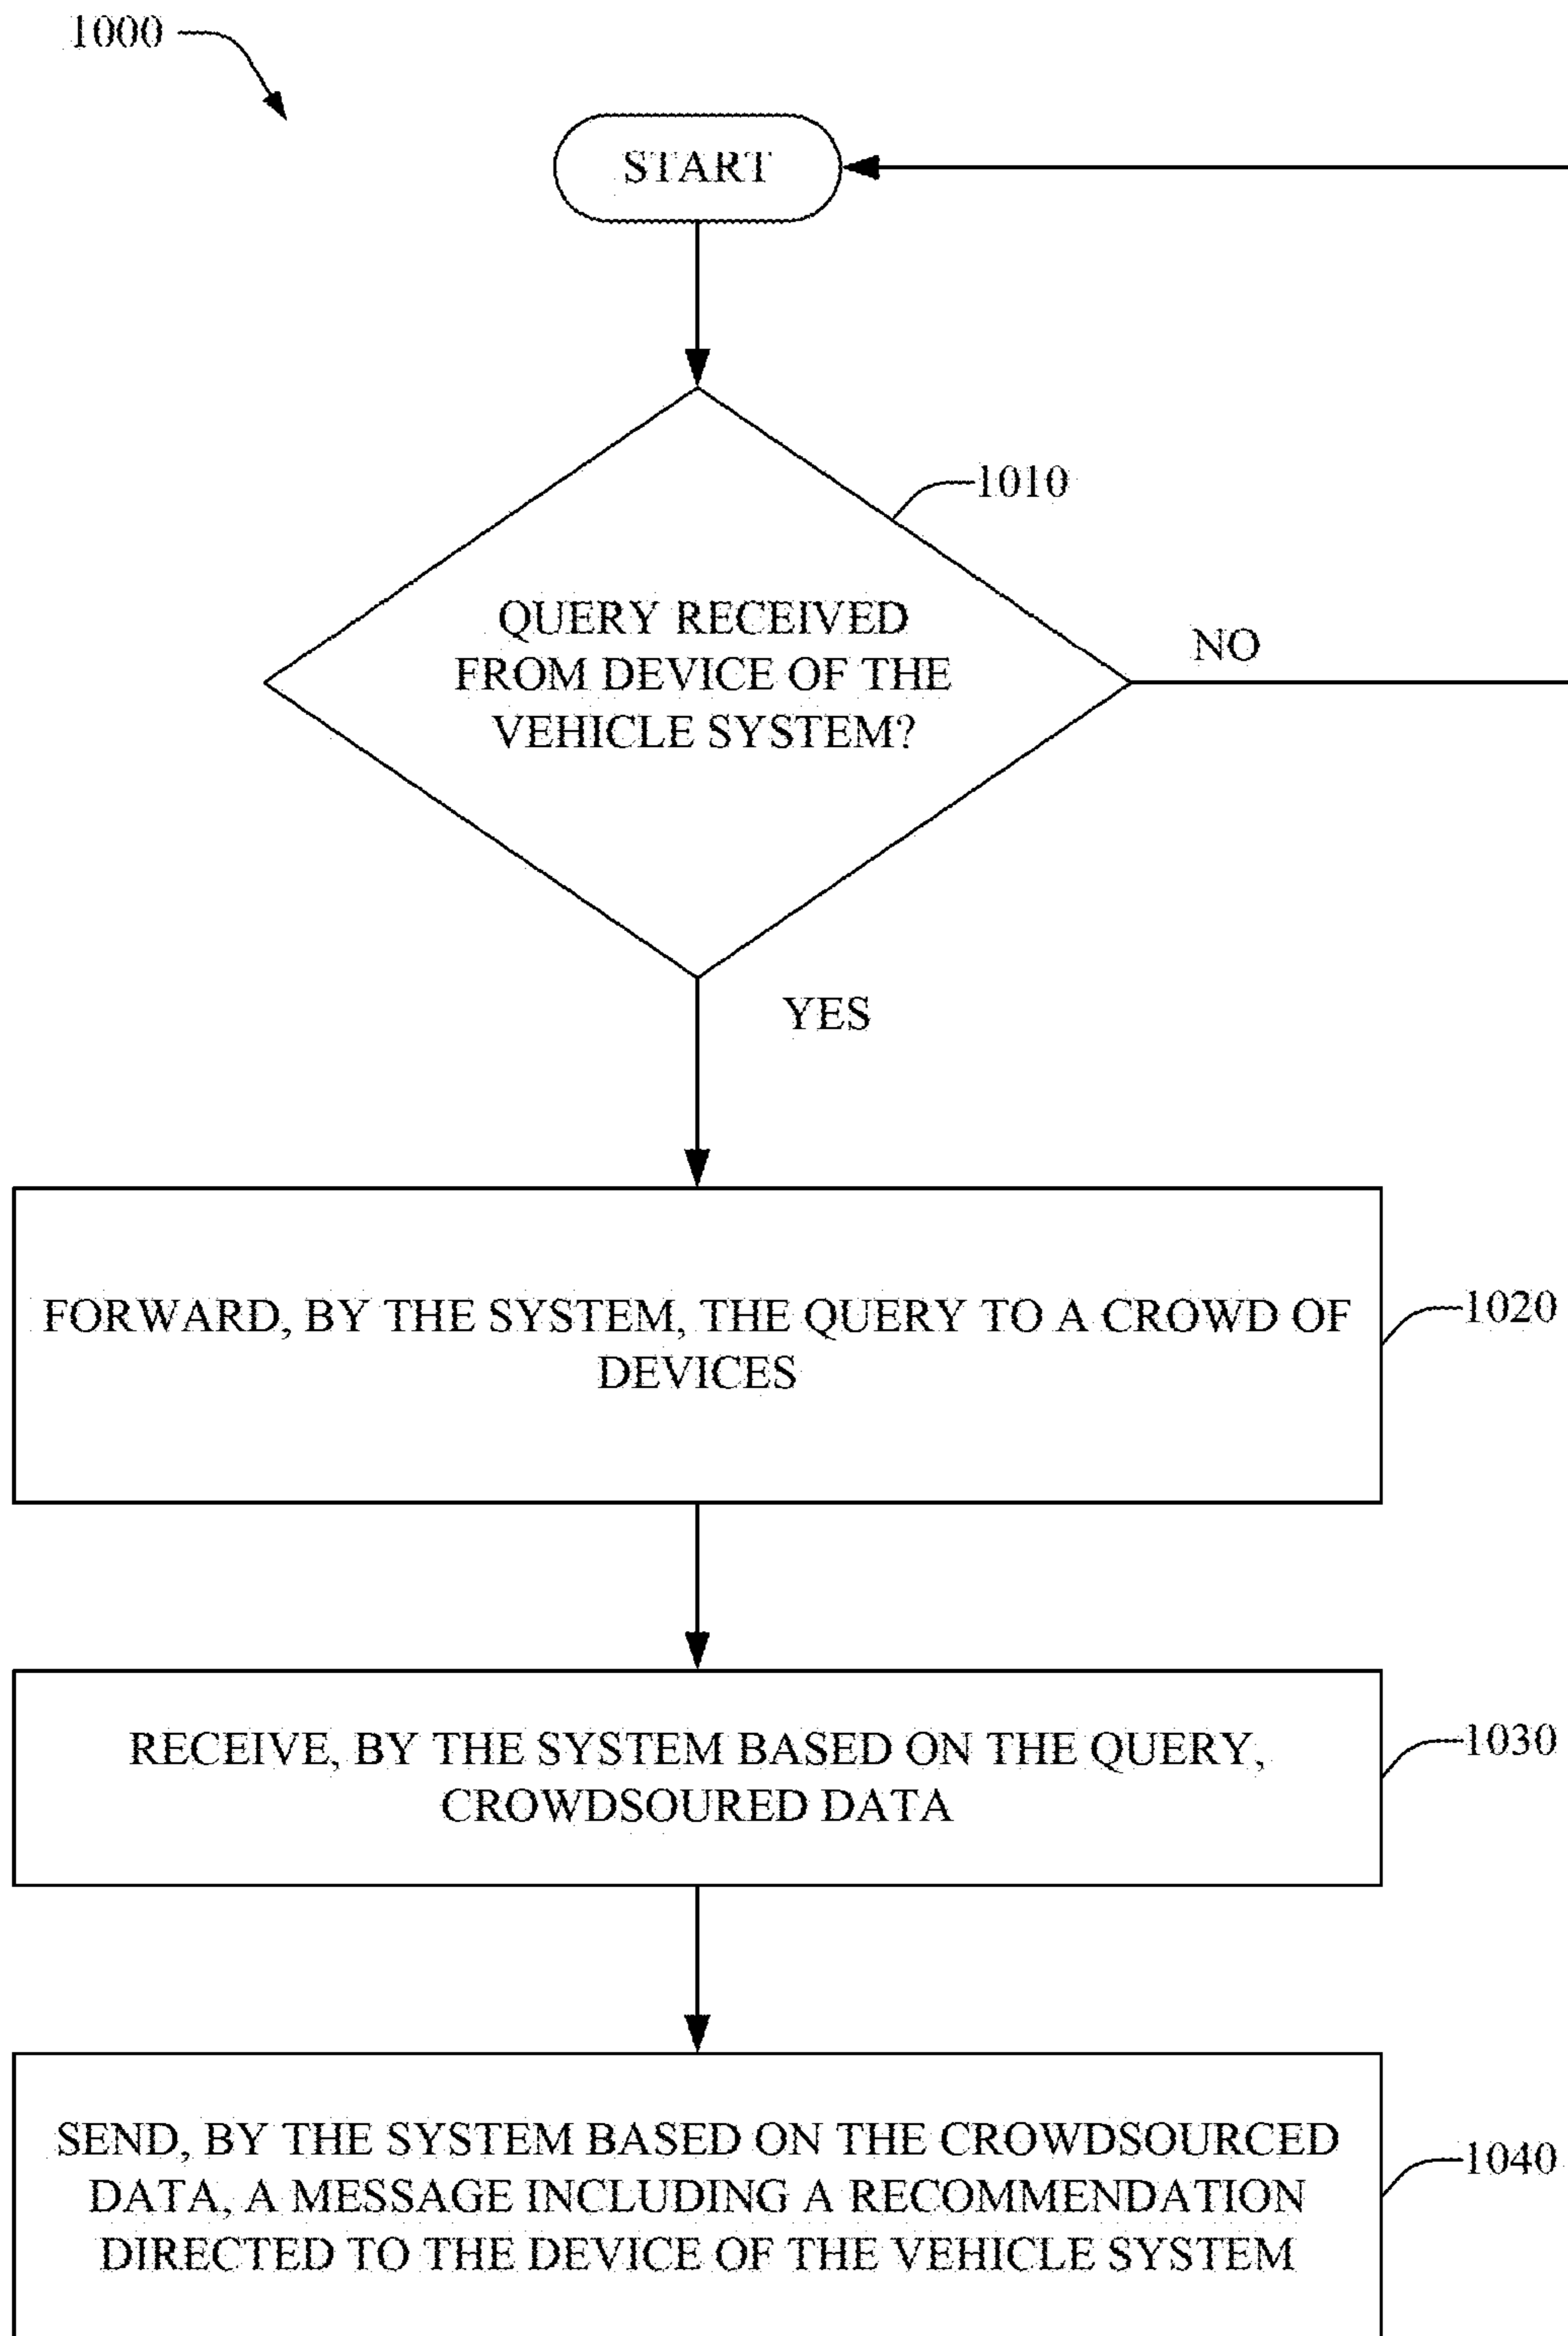 1000
START
1010
QUERY RECEIVED
FROM DEVICE OF THE
VEHICLE SYSTEM?
NO
YES
FORWARD, BY THE SYSTEM, THE QUERY TO A CROWD OF
DEVICES
1020
RECEIVE, BY THE SYSTEM BASED ON THE QUERY,
CROWDSOURED DATA
1030
SEND, BY THE SYSTEM BASED ON THE CROWDSOURCED
DATA, A MESSAGE INCLUDING A RECOMMENDATION
DIRECTED TO THE DEVICE OF THE VEHICLE SYSTEM
1040